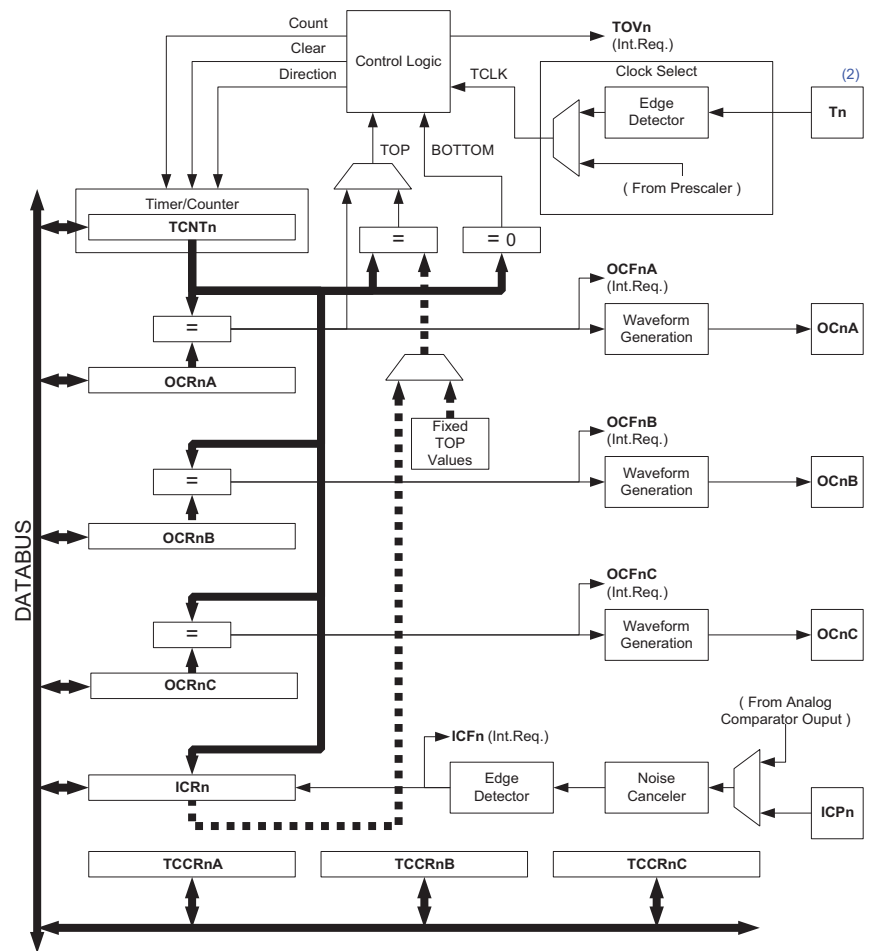 Count
TOVn
(Int.Req.)
Clear
Control Logic
Direction
TCLK
Clock Select
(2)
Edge
Detector
Tn
TOP
BOTTOM
( From Prescaler )
Timer/Counter
TCNTn
=
= 0
OCFnA
(Int.Req.)
=
Waveform
Generation
OCnA
OCRnA
Fixed
TOP
Values
OCFnB
(Int.Req.)
=
Waveform
Generation
OCnB
OCRnB
DATABUS
OCFnC
(Int.Req.)
=
Waveform
Generation
OCnC
OCRnC
( From Analog
Comparator Ouput )
ICFn (Int.Req.)
ICRn
Edge
Detector
Noise
Canceler
ICPn
TCCRnA
TCCRnB
TCCRnC